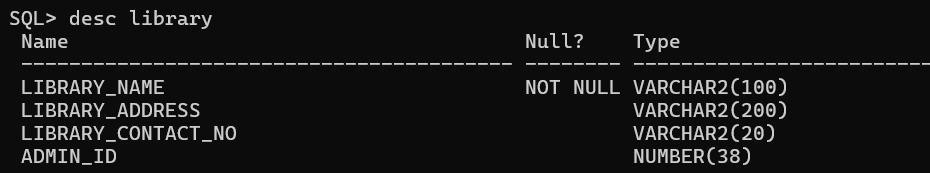 SQL> desc library
Name Null? Type
----------------------------------------- -------- -------------------------
LIBRARY_NAME NOT NULL VARCHAR2(100)
LIBRARY_ADDRESS VARCHAR2(200)
LIBRARY_CONTACT_NO VARCHAR2(20)
ADMIN_ID NUMBER(38)